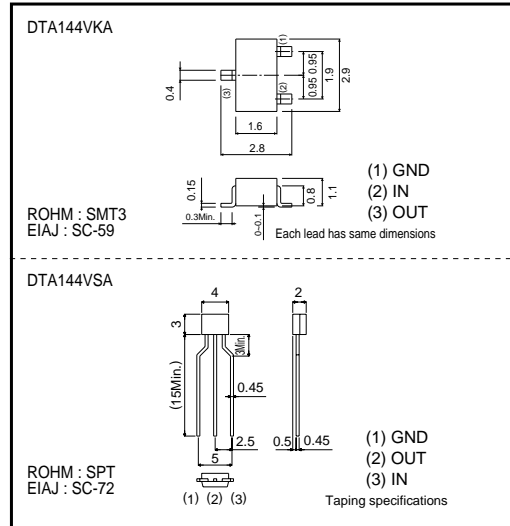 DTA144VKA
(1)
0.95 0.95
1.9
2.9
0.4
(3)
(2)
1.6
2.8
0.15
0.8
1.1
0.3Min.
0~0.1
(1) GND
(2) IN
(3) OUT
Each lead has same dimensions
ROHM : SMT3
EIAJ : SC-59
DTA144VSA
4
2
3
3Min.
(15Min.)
0.45
2.5
5
0.5
0.45
(1) GND
(2) OUT
(3) IN
Taping specifications
ROHM : SPT
EIAJ : SC-72
(1) (2) (3)